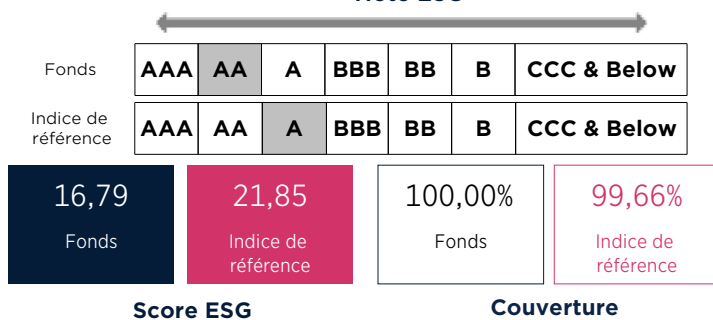 Note ESG
Fonds AAA AA A BBB BB B CCC & Below
Indice de référence AAA AA A BBB BB B CCC & Below
16,79 21,85 100,00% 99,66%
Fonds Indice de référence Fonds Indice de référence
Score ESG Couverture